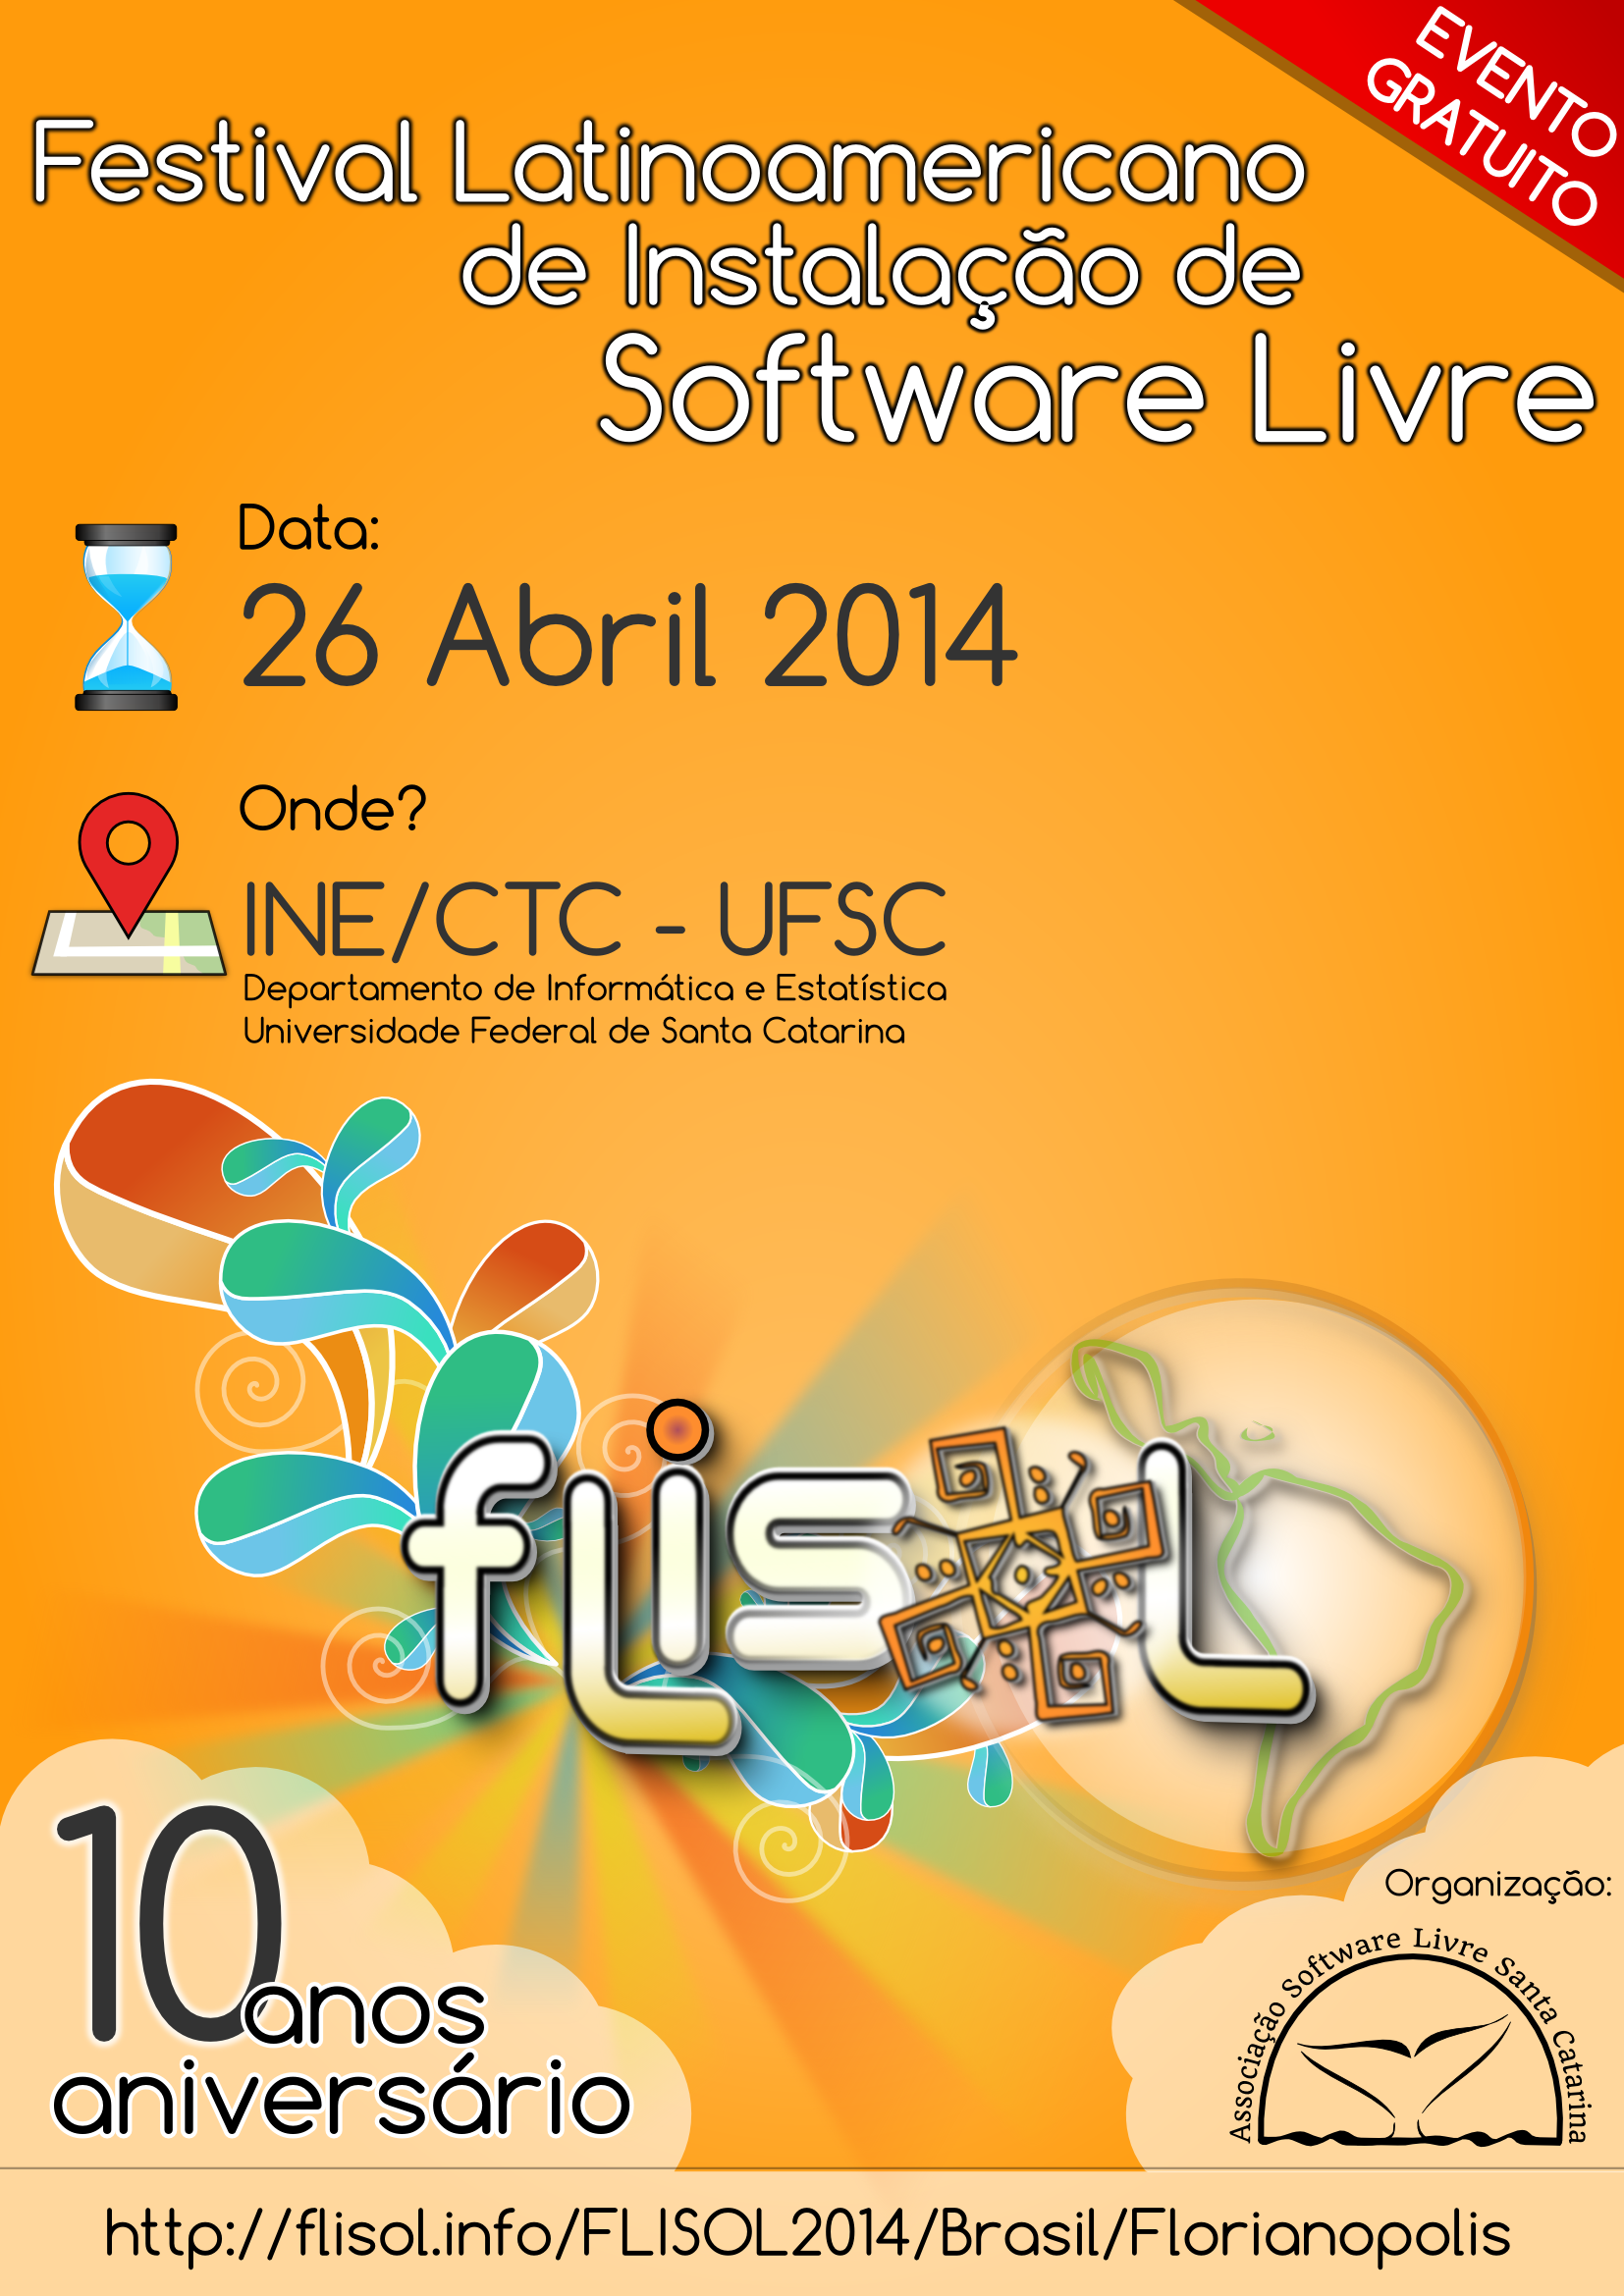 EVENTO
GRATUITO
Festival Latinoamericano
de Instalação de
Software Livre
Data:
26 Abril 2014
Onde?
INE/CTC - UFSC
Departamento de Informática e Estatística
Universidade Federal de Santa Catarina
fLISOL
10 anos
aniversário
Organização:
Associação Software Livre Santa Catarina
http://flisol.info/FLISOL2014/Brasil/Florianopolis